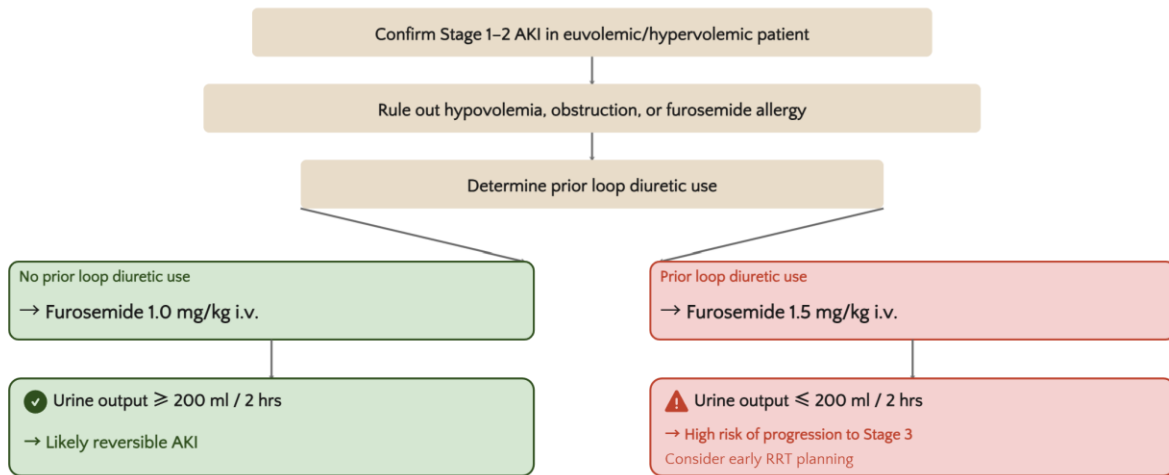 Confirm Stage 1–2 AKI in euvolemic/hypervolemic patient
Rule out hypovolemia, obstruction, or furosemide allergy
Determine prior loop diuretic use
No prior loop diuretic use
→ Furosemide 1.0 mg/kg i.v.
Prior loop diuretic use
→ Furosemide 1.5 mg/kg i.v.
Urine output ⩾ 200 ml / 2 hrs
→ Likely reversible AKI
Urine output ⩽ 200 ml / 2 hrs
→ High risk of progression to Stage 3
Consider early RRT planning